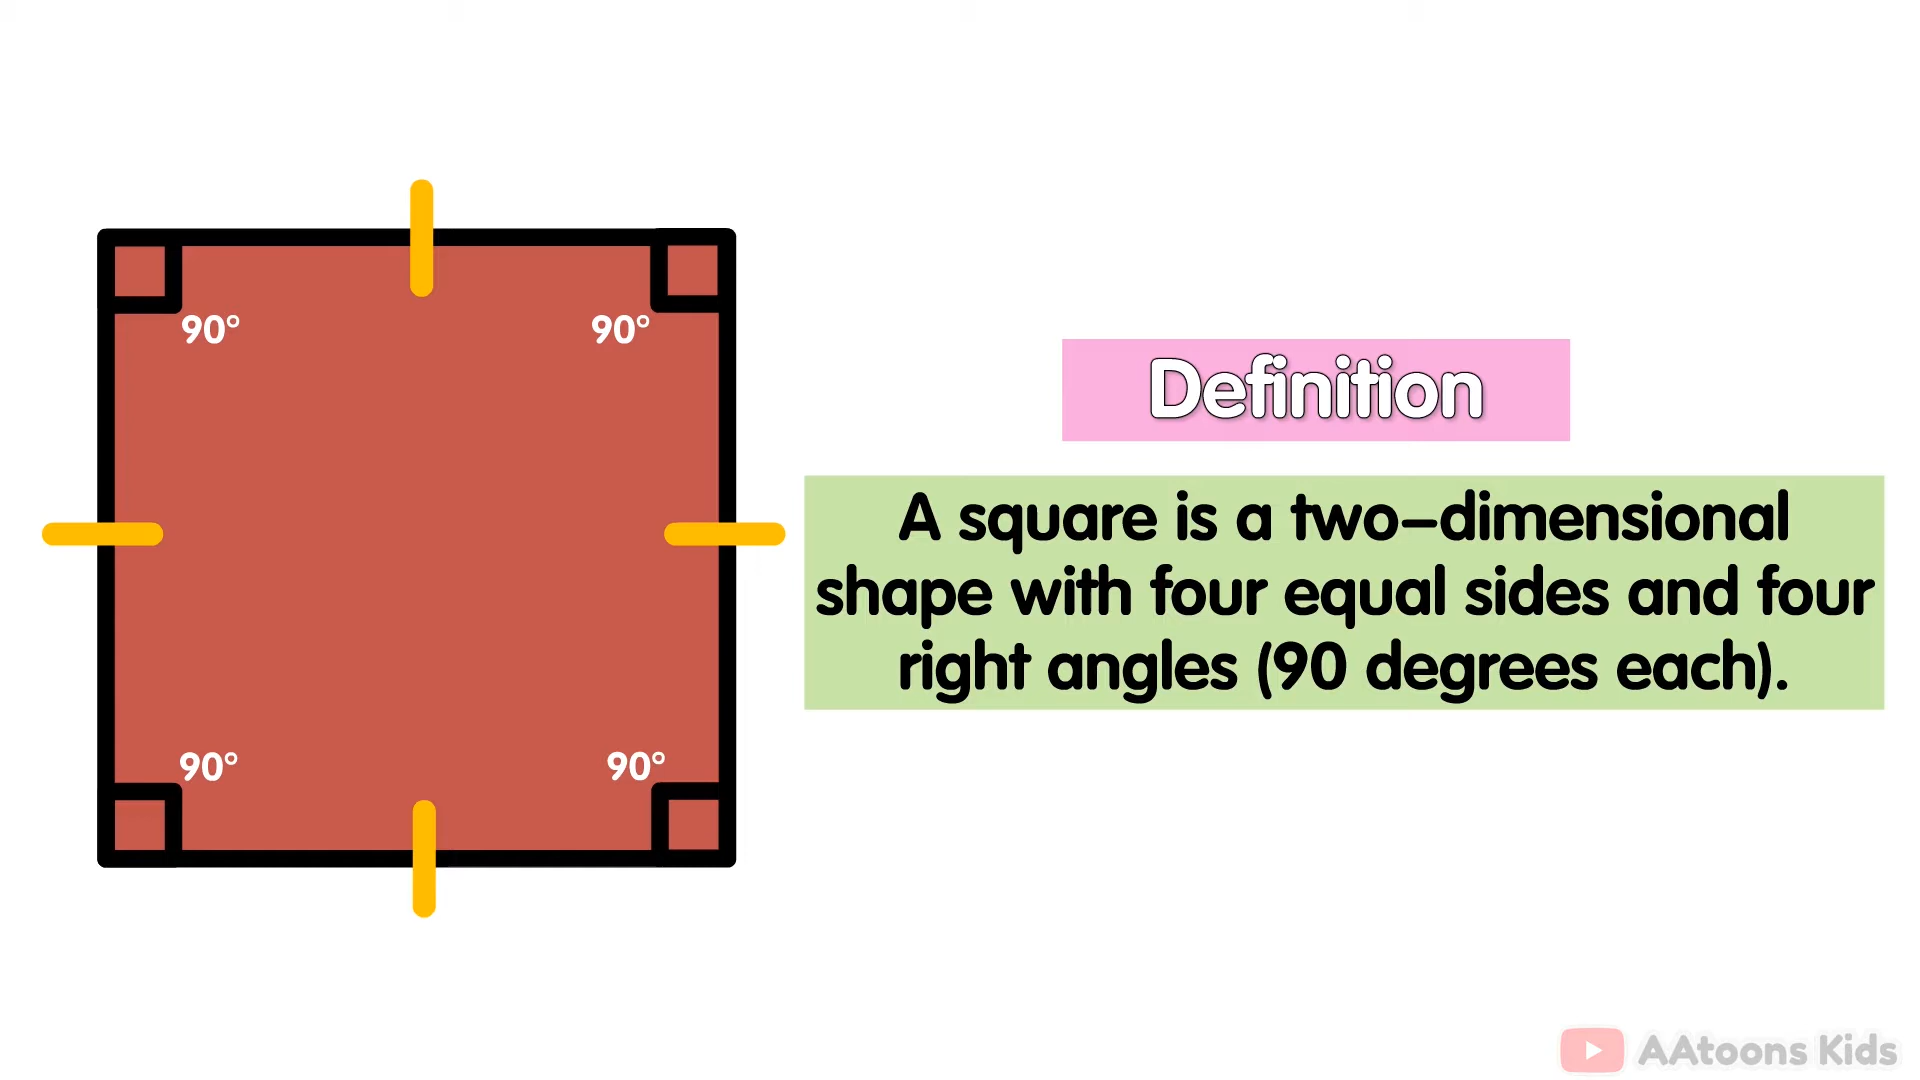 90°
90°
Definition
A square is a two-dimensional
shape with four equal sides and four
right angles (90 degrees each).
90°
90°
AAtoons Kids